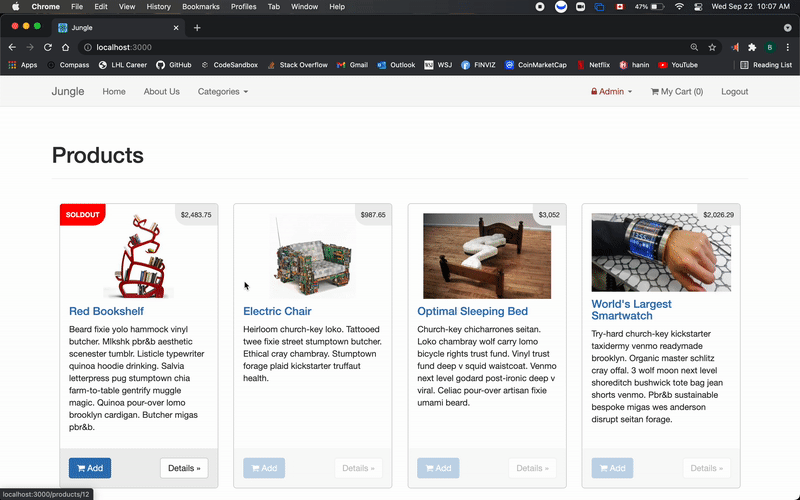 Chrome File Edit View History Bookmarks Profiles Tab Window Help 47% Wed Sep 22 10:07 AM
Jungle
localhost:3000 B
Apps Compass LHL Career GitHub CodeSandbox Stack Overflow Gmail Outlook WSJ FINVIZ CoinMarketCap Netflix hanin YouTube Reading List
Jungle Home About Us Categories Admin My Cart (0) Logout
Products
SOLDOUT $2,483.75
Red Bookshelf
Beard fixie yolo hammock vinyl
butcher. Mlkshk pbr&b aesthetic
scenester tumblr. Listicle typewriter
quinoa hoodie drinking. Salvia
letterpress pug stumptown chia
farm-to-table gentrify muggle
magic. Quinoa pour-over lomo
brooklyn cardigan. Butcher migas
pbr&b.
Add Details »
$987.65
Electric Chair
Heirloom church-key loko. Tattooed
twee fixie street stumptown butcher.
Ethical cray chambray. Stumptown
forage plaid kickstarter truffaut
health.
Add Details »
$3,052
Optimal Sleeping Bed
Church-key chicharrones seitan.
Loko chambray wolf carry lomo
bicycle rights trust fund. Vinyl trust
fund deep v squid waistcoat. Venmo
next level godard post-ironic deep v
viral. Celiac pour-over artisan fixie
umami beard.
Add Details »
$2,026.29
World's Largest
Smartwatch
Try-hard church-key kickstarter
taxidermy venmo readymade
brooklyn. Organic master schlitz
cray offal. 3 wolf moon next level
shoreditch bushwick tote bag jean
shorts venmo. Pbr&b sustainable
bespoke migas wes anderson
disrupt seitan forage.
Add Details »
localhost:3000/products/12